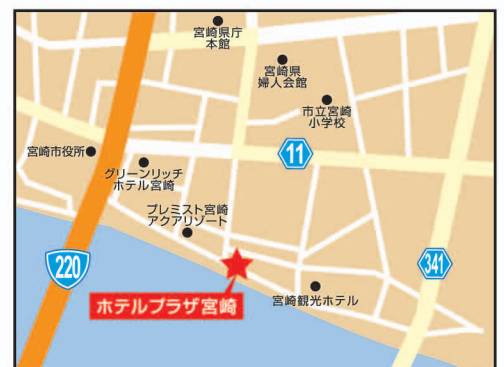 宮崎県庁
本館
宮崎県
婦人会館
市立宮崎
小学校
宮崎市役所
11
グリーンリッチ
ホテル宮崎
プレミスト宮崎
アクアリゾート
220
341
宮崎観光ホテル
ホテルプラザ宮崎